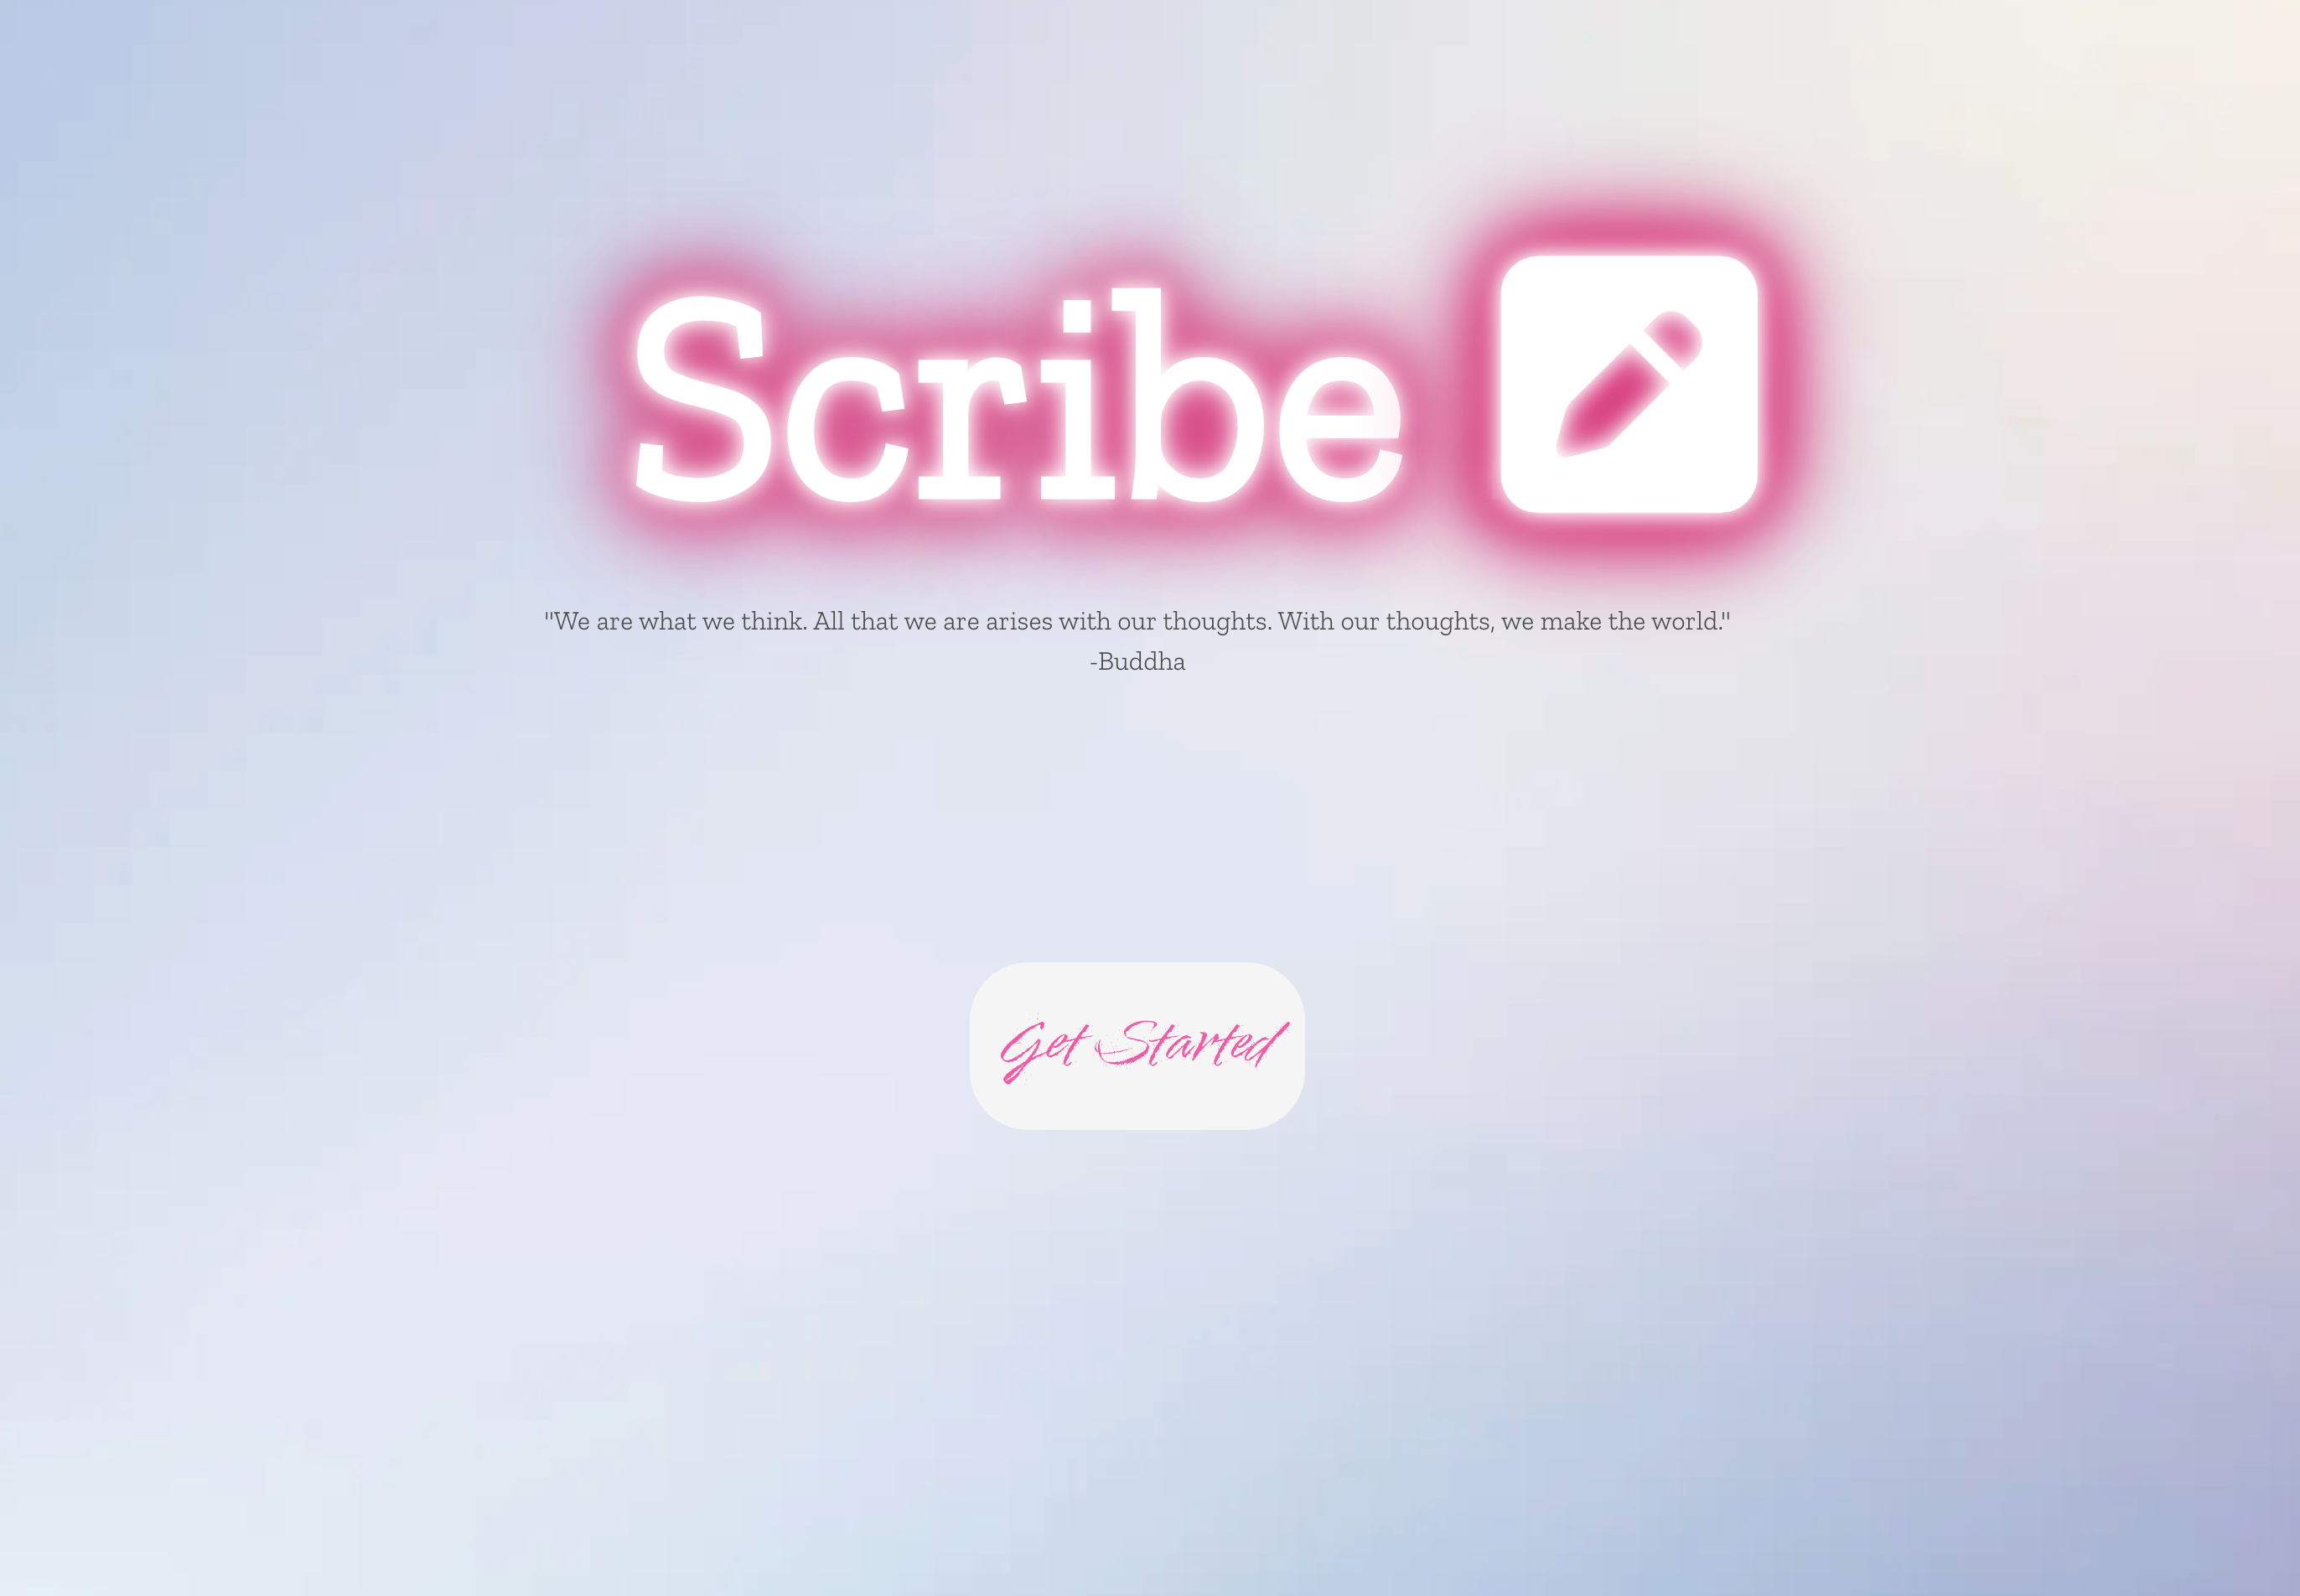 Scribe
"We are what we think. All that we are arises with our thoughts. With our thoughts, we make the world."
-Buddha
Get Started